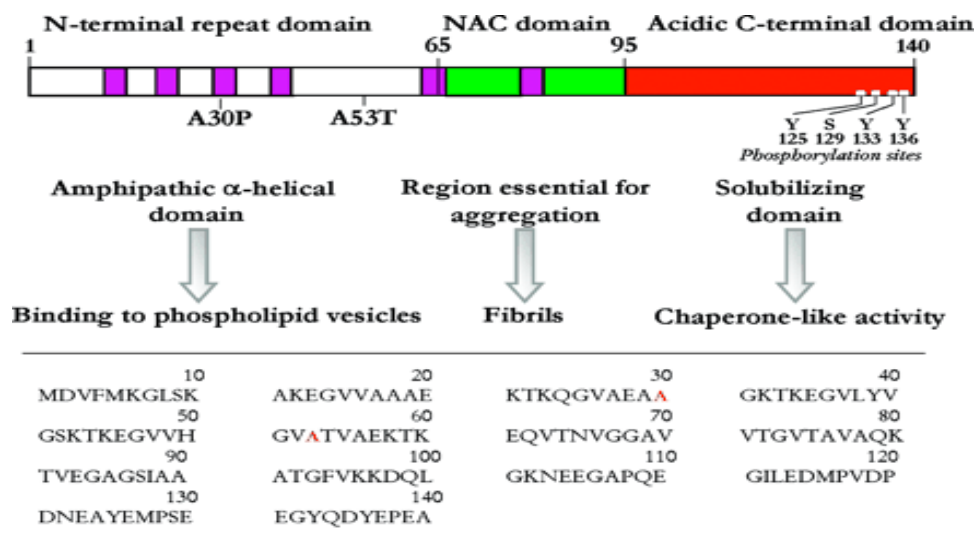 N-terminal repeat domain NAC domain Acidic C-terminal domain
1 65 95 140
A30P A53T
Y S Y Y
125 129 133 136
Phosphorylation sites
Amphipathic α-helical domain
Region essential for aggregation
Solubilizing domain
Binding to phospholipid vesicles Fibrils Chaperone-like activity
10 20 30 40
MDVFMKGLSK AKEGVVAAAE KTKQGVAEAA GKTKEGVLYV
50 60 70 80
GSKTKEGVVH GVATVAEKTK EQVTNVGGAV VTGVTAVAQK
90 100 110 120
TVEGAGSIAA ATGFVKKDQL GKNEEGAPQE GILEDMPVDP
130 140
DNEAYEMPSE EGYQDYEPEA